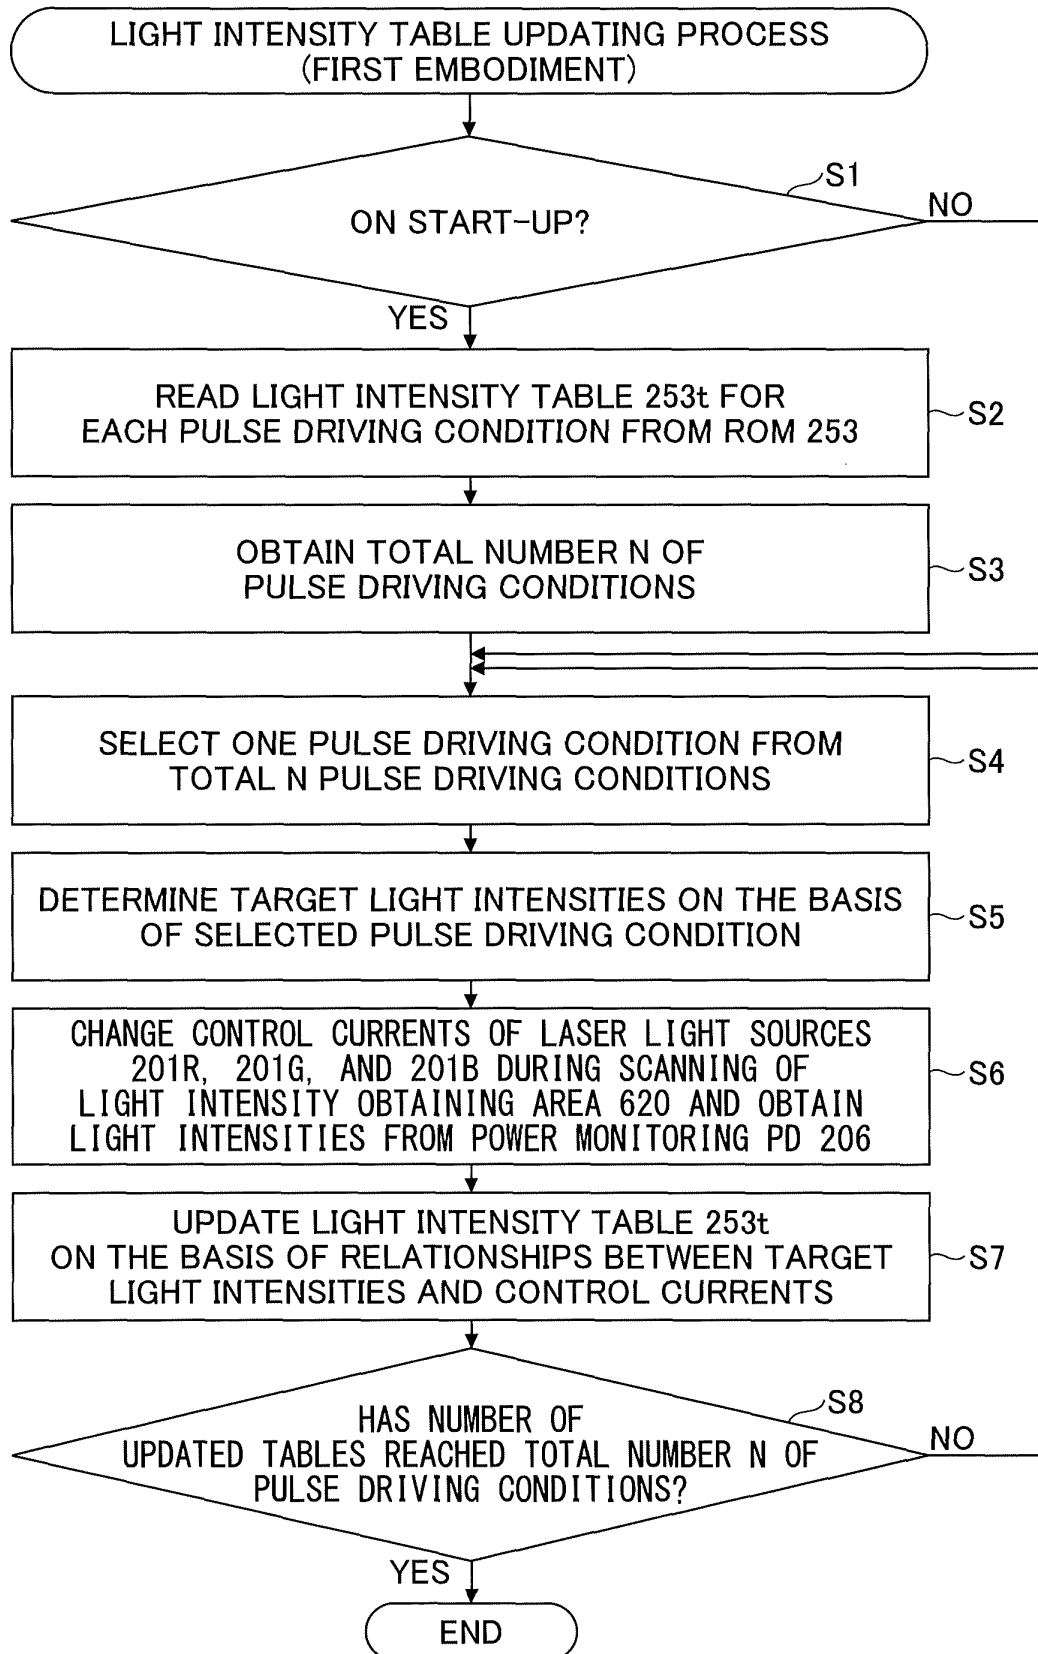 LIGHT INTENSITY TABLE UPDATING PROCESS
(FIRST EMBODIMENT)
S1
NO
ON START-UP?
YES
READ LIGHT INTENSITY TABLE 253t FOR
EACH PULSE DRIVING CONDITION FROM ROM 253
S2
OBTAIN TOTAL NUMBER N OF
PULSE DRIVING CONDITIONS
S3
SELECT ONE PULSE DRIVING CONDITION FROM
TOTAL N PULSE DRIVING CONDITIONS
S4
DETERMINE TARGET LIGHT INTENSITIES ON THE BASIS
OF SELECTED PULSE DRIVING CONDITION
S5
CHANGE CONTROL CURRENTS OF LASER LIGHT SOURCES
201R, 201G, AND 201B DURING SCANNING OF
LIGHT INTENSITY OBTAINING AREA 620 AND OBTAIN
LIGHT INTENSITIES FROM POWER MONITORING PD 206
S6
UPDATE LIGHT INTENSITY TABLE 253t
ON THE BASIS OF RELATIONSHIPS BETWEEN TARGET
LIGHT INTENSITIES AND CONTROL CURRENTS
S7
S8
HAS NUMBER OF
UPDATED TABLES REACHED TOTAL NUMBER N OF
PULSE DRIVING CONDITIONS?
NO
YES
END